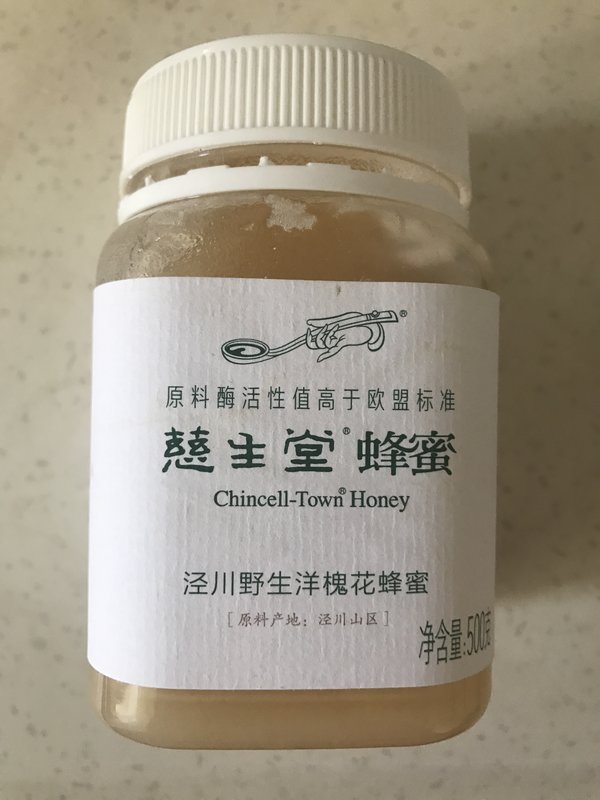 ®
原料酶活性值高于欧盟标准
慈生堂®蜂蜜
Chincell-Town® Honey
泾川野生洋槐花蜂蜜
[原料产地：泾川山区]
净含量:500克